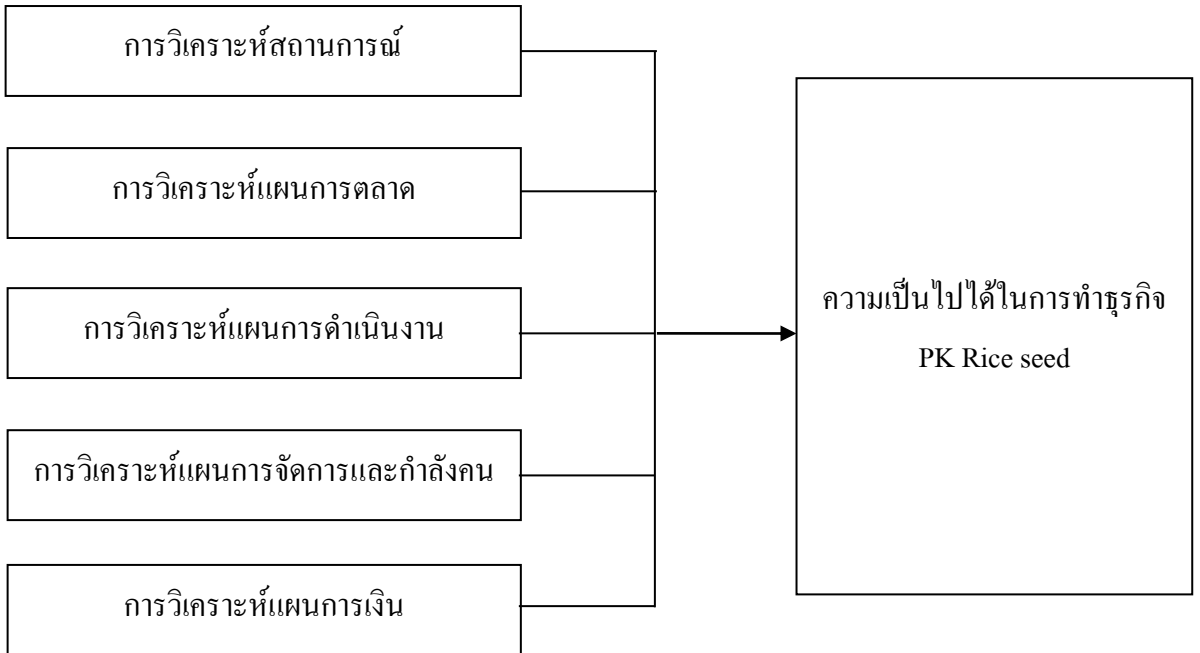 การวิเคราะห์สถานการณ์
การวิเคราะห์แผนการตลาด
การวิเคราะห์แผนการดำเนินงาน
การวิเคราะห์แผนการจัดการและกำลังคน
การวิเคราะห์แผนการเงิน
ความเป็นไปได้ในการทำธุรกิจ
PK Rice seed